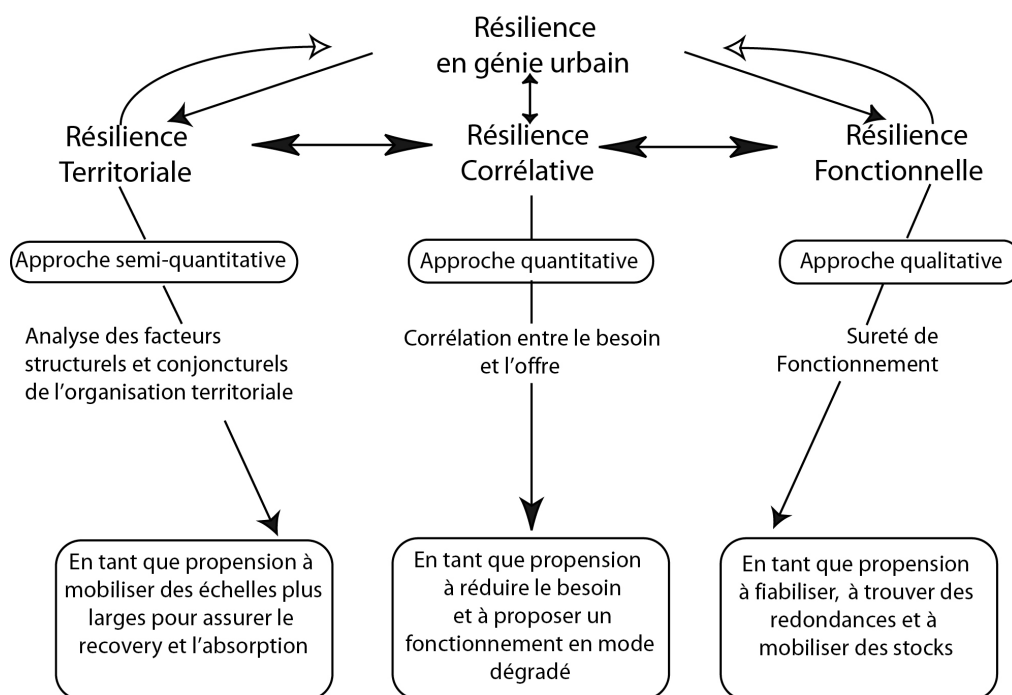 Résilience
en génie urbain
Résilience
Territoriale
Résilience
Corrélative
Résilience
Fonctionnelle
Approche semi-quantitative
Approche quantitative
Approche qualitative
Analyse des facteurs
structurels et conjoncturels
de l'organisation territoriale
Corrélation entre le besoin
et l'offre
Sureté de
Fonctionnement
En tant que propension à
mobiliser des échelles plus
larges pour assurer le
recovery et l'absorption
En tant que propension
à réduire le besoin
et à proposer un
fonctionnement en mode
dégradé
En tant que propension
à fiabiliser, à trouver des
redondances et à
mobiliser des stocks